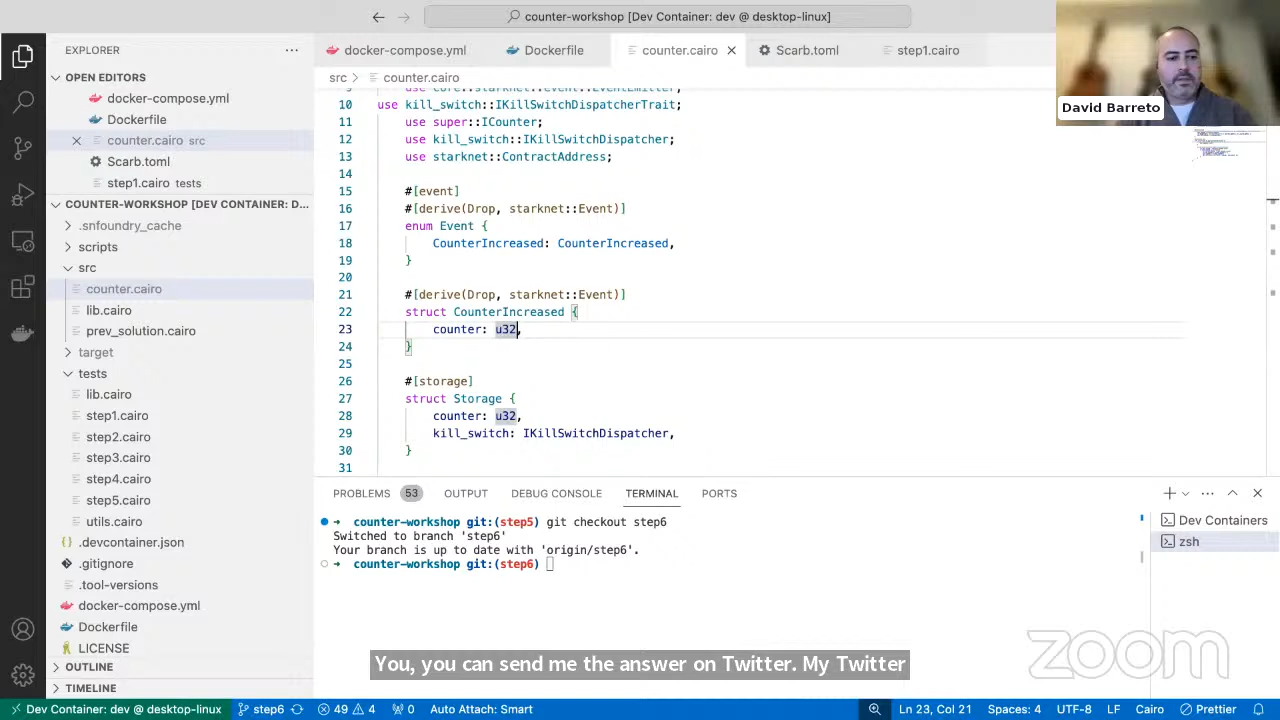 counter-workshop [Dev Container: dev @ desktop-linux]
David Barreto
EXPLORER
OPEN EDITORS
docker-compose.yml
Dockerfile
counter.cairo src
Scarb.toml
step1.cairo tests
COUNTER-WORKSHOP [DEV CONTAINER: D...
.snfoundry_cache
scripts
src
counter.cairo
lib.cairo
prev_solution.cairo
target
tests
lib.cairo
step1.cairo
step2.cairo
step3.cairo
step4.cairo
step5.cairo
utils.cairo
.devcontainer.json
.gitignore
.tool-versions
docker-compose.yml
Dockerfile
LICENSE
OUTLINE
TIMELINE
docker-compose.yml Dockerfile counter.cairo Scarb.toml step1.cairo
src > counter.cairo
9 use core::starknet::event::EventEmitter;
10 use kill_switch::IKillSwitchDispatcherTrait;
11 use super::ICounter;
12 use kill_switch::IKillSwitchDispatcher;
13 use starknet::ContractAddress;
14
15 #[event]
16 #[derive(Drop, starknet::Event)]
17 enum Event {
18 CounterIncreased: CounterIncreased,
19 }
20
21 #[derive(Drop, starknet::Event)]
22 struct CounterIncreased {
23 counter: u32,
24 }
25
26 #[storage]
27 struct Storage {
28 counter: u32,
29 kill_switch: IKillSwitchDispatcher,
30 }
31
PROBLEMS 53 OUTPUT DEBUG CONSOLE TERMINAL PORTS
counter-workshop git:(step5) git checkout step6
Switched to branch 'step6'
Your branch is up to date with 'origin/step6'.
counter-workshop git:(step6)
Dev Containers
zsh
You, you can send me the answer on Twitter. My Twitter
zoom
Dev Container: dev @ desktop-linux step6 49 4 0 Auto Attach: Smart Ln 23, Col 21 Spaces: 4 UTF-8 LF Cairo Prettier